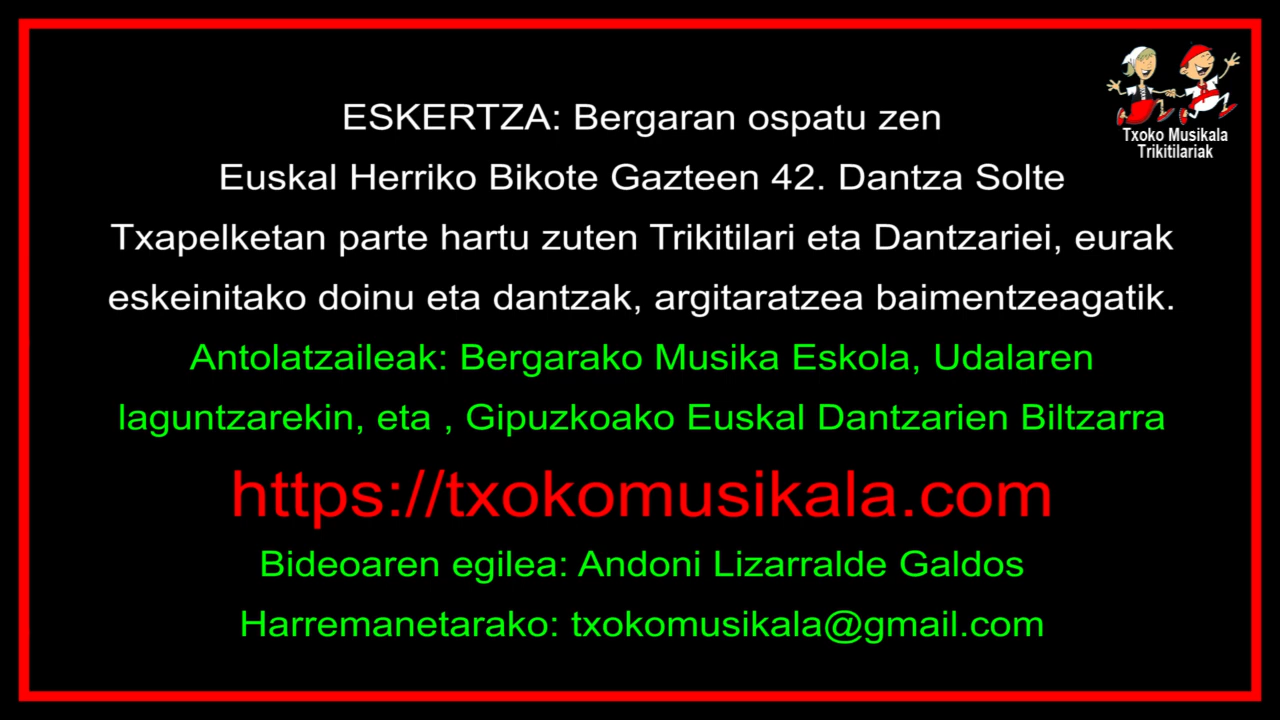 Txoko Musikala
Trikitilariak
ESKERTZA: Bergaran ospatu zen
Euskal Herriko Bikote Gazteen 42. Dantza Solte
Txapelketan parte hartu zuten Trikitilari eta Dantzariei, eurak
eskeinitako doinu eta dantzak, argitaratzea baimentzeagatik.
Antolatzaileak: Bergarako Musika Eskola, Udalaren
laguntzarekin, eta , Gipuzkoako Euskal Dantzarien Biltzarra
https://txokomusikala.com
Bideoaren egilea: Andoni Lizarralde Galdos
Harremanetarako: txokomusikala@gmail.com